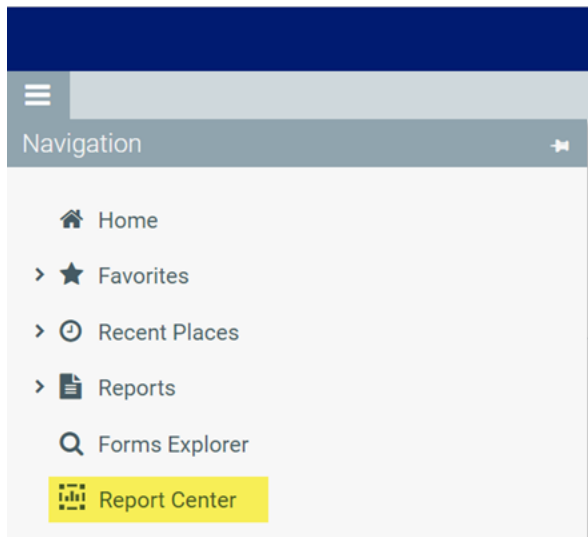 Navigation
Home
Favorites
Recent Places
Reports
Forms Explorer
Report Center